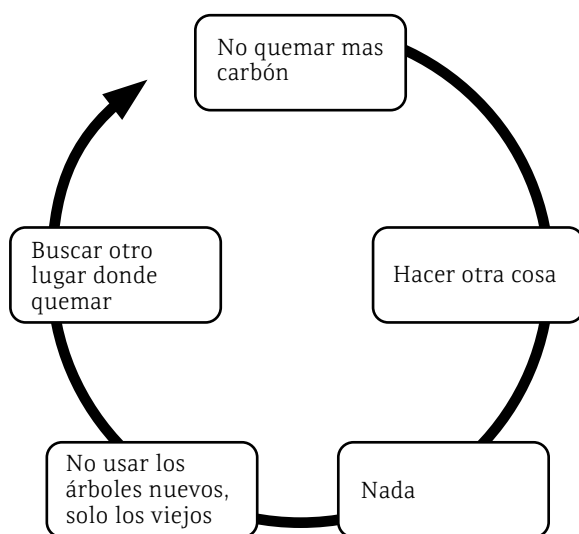 No quemar mas
carbón
Hacer otra cosa
Nada
No usar los
árboles nuevos,
solo los viejos
Buscar otro
lugar donde
quemar